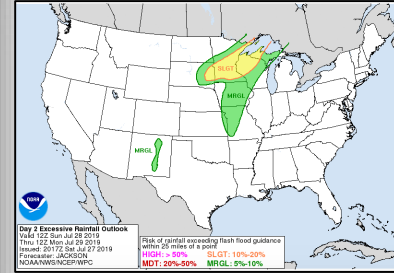 SLGT
MRGL
MRGL
NOAA
Day 2 Excessive Rainfall Outlook
Valid 12Z Sun Jul 28 2019
Thru 12Z Mon Jul 29 2019
Issued: 2017Z Sat Jul 27 2019
Forecaster: JACKSON
NOAA/NWS/NCEP/WPC
Risk of rainfall exceeding flash flood guidance
within 25 miles of a point
HIGH: > 50% SLGT: 10%-20%
MDT: 20%-50% MRGL: 5%-10%